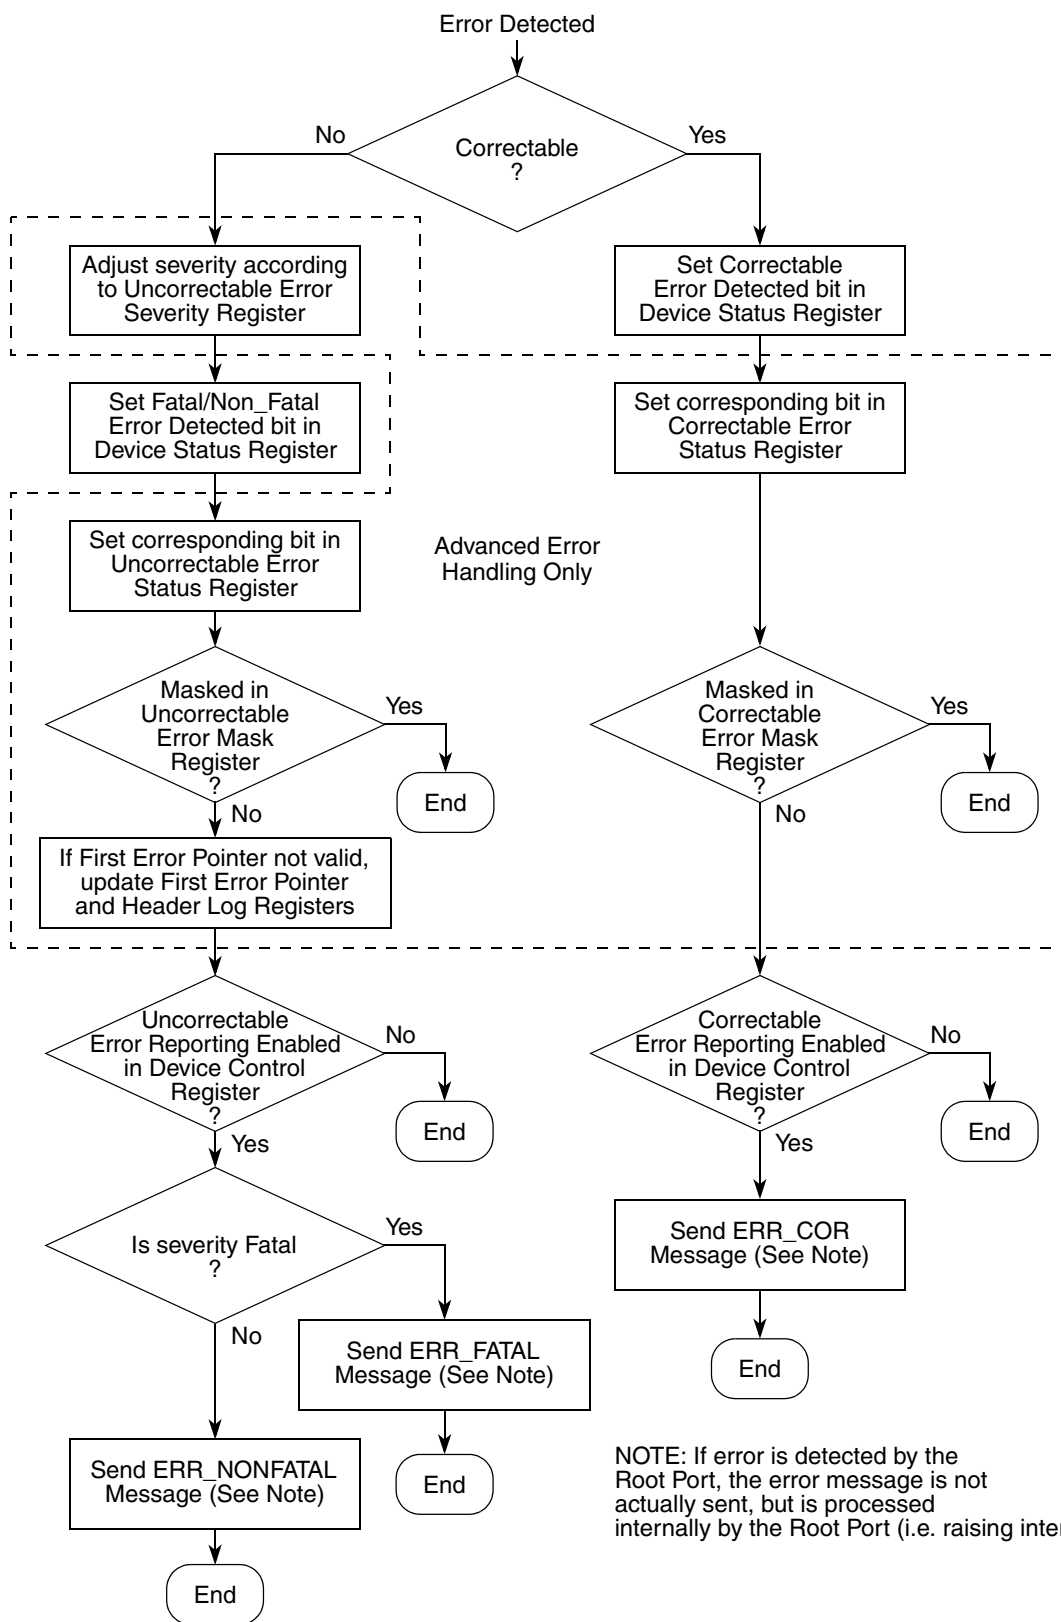 Error Detected
Correctable
?
No
Yes
Adjust severity according
to Uncorrectable Error
Severity Register
Set Correctable
Error Detected bit in
Device Status Register
Set Fatal/Non_Fatal
Error Detected bit in
Device Status Register
Set corresponding bit in
Correctable Error
Status Register
Set corresponding bit in
Uncorrectable Error
Status Register
Advanced Error
Handling Only
Masked in
Uncorrectable
Error Mask
Register
?
Yes
End
No
Masked in
Correctable
Error Mask
Register
?
Yes
End
No
If First Error Pointer not valid,
update First Error Pointer
and Header Log Registers
Uncorrectable
Error Reporting Enabled
in Device Control
Register
?
No
End
Yes
Correctable
Error Reporting Enabled
in Device Control
Register
?
No
End
Yes
Is severity Fatal
?
Yes
No
Send ERR_COR
Message (See Note)
End
Send ERR_FATAL
Message (See Note)
End
Send ERR_NONFATAL
Message (See Note)
End
NOTE: If error is detected by the
Root Port, the error message is not
actually sent, but is processed
internally by the Root Port (i.e. raising